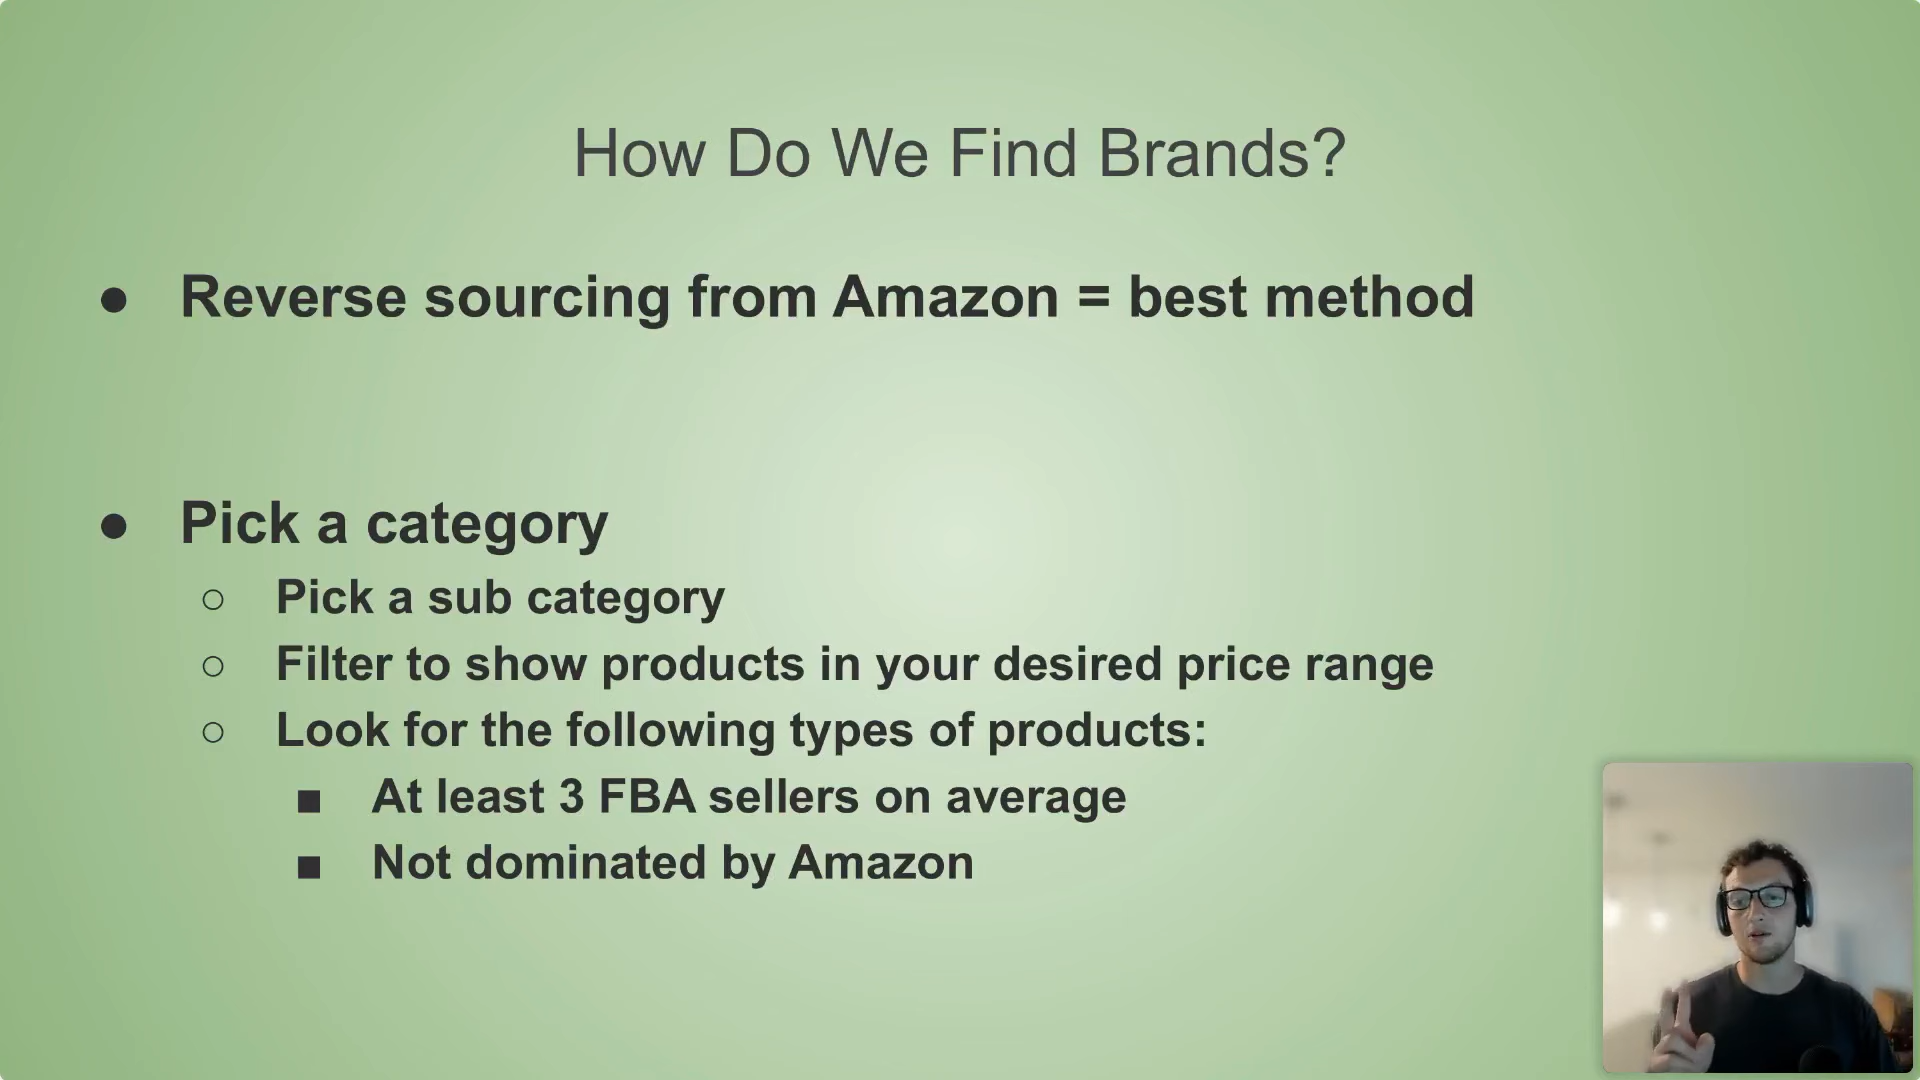 How Do We Find Brands?
● Reverse sourcing from Amazon = best method
● Pick a category
○ Pick a sub category
○ Filter to show products in your desired price range
○ Look for the following types of products:
■ At least 3 FBA sellers on average
■ Not dominated by Amazon